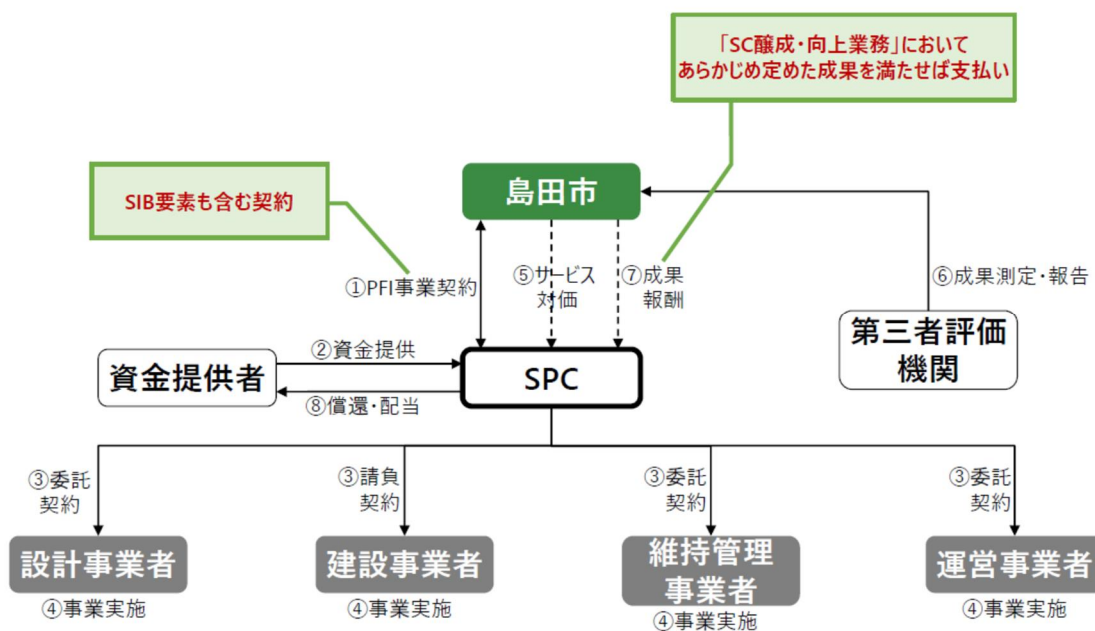 「SC醸成・向上業務」において
あらかじめ定めた成果を満たせば支払い
SIB要素も含む契約
島田市
①PFI事業契約
⑤サービス
対価
⑦成果
報酬
⑥成果測定・報告
第三者評価
機関
資金提供者
②資金提供
⑧償還・配当
SPC
③委託
契約
③請負
契約
③委託
契約
③委託
契約
設計事業者
建設事業者
維持管理
事業者
運営事業者
④事業実施
④事業実施
④事業実施
④事業実施